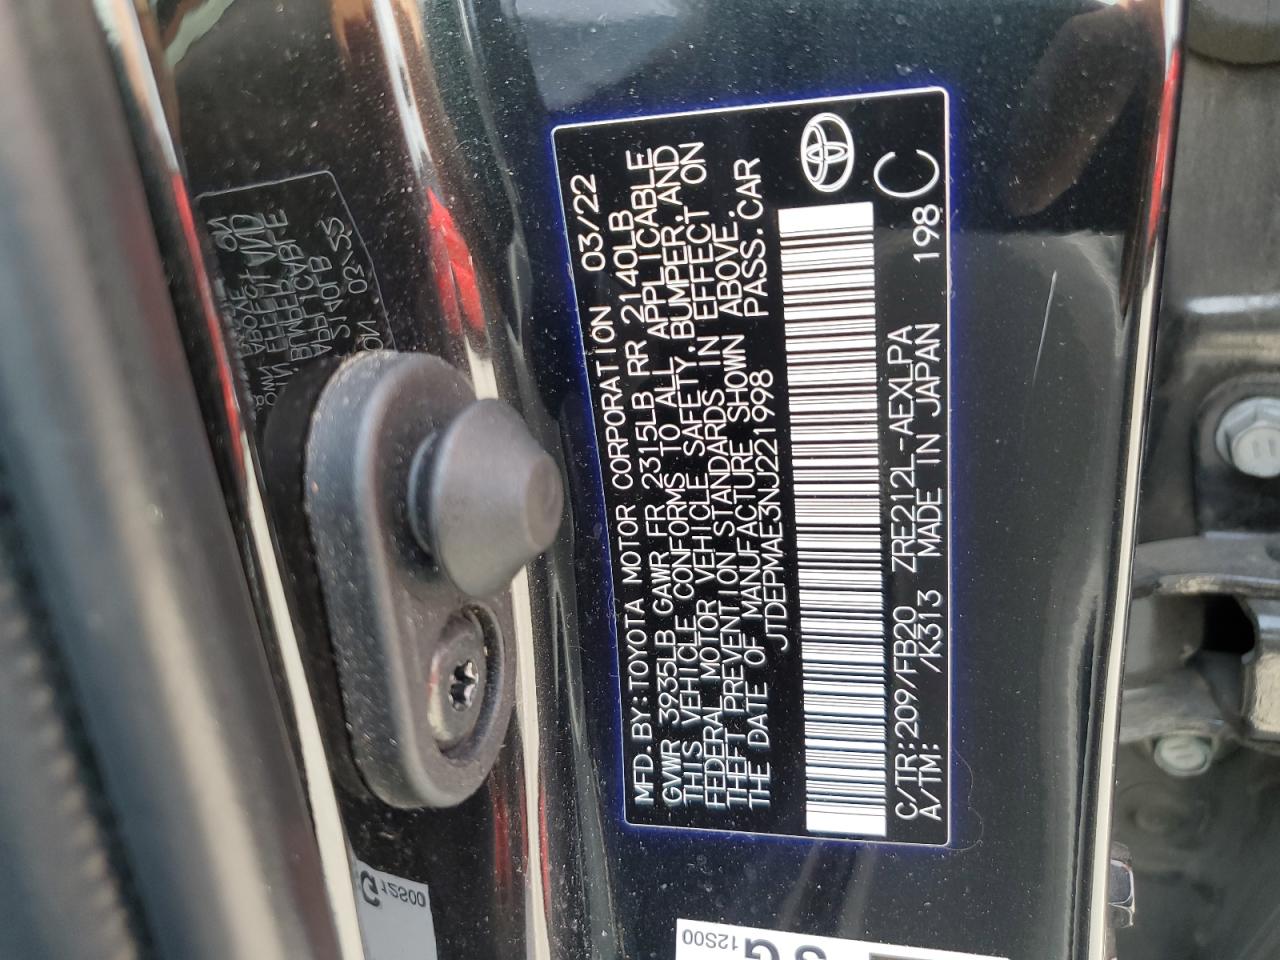 MFD. BY: TOYOTA MOTOR CORPORATION 03/22
GVWR 3935LB GAWR FR 2315LB RR 2140LB
THIS VEHICLE CONFORMS TO ALL APPLICABLE
FEDERAL MOTOR VEHICLE SAFETY, BUMPER, AND
THEFT PREVENTION STANDARDS IN EFFECT ON
THE DATE OF MANUFACTURE SHOWN ABOVE.
JTDEPMAE3NJ221998 PASS. CAR
C/TR: 209/FB20 ZRE212L-AEXLPA 198 C
A/TM: /K313 MADE IN JAPAN
12S00